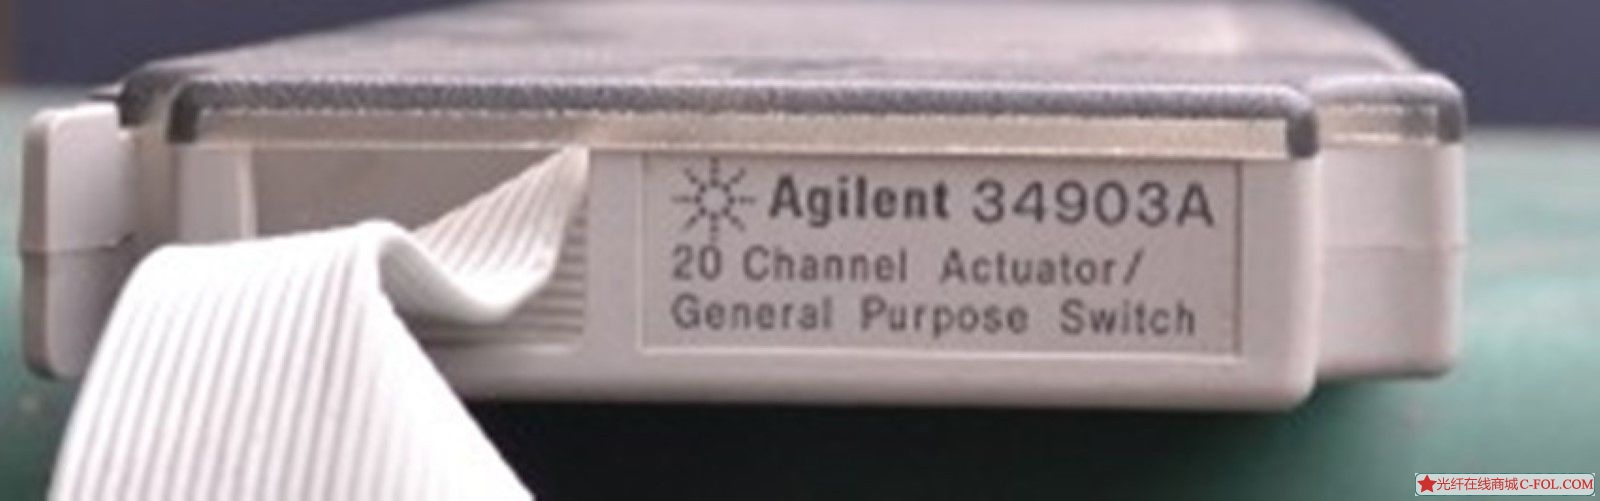 Agilent 34903A
20 Channel Actuator/
General Purpose Switch
光纤在线商城C-FOL.COM